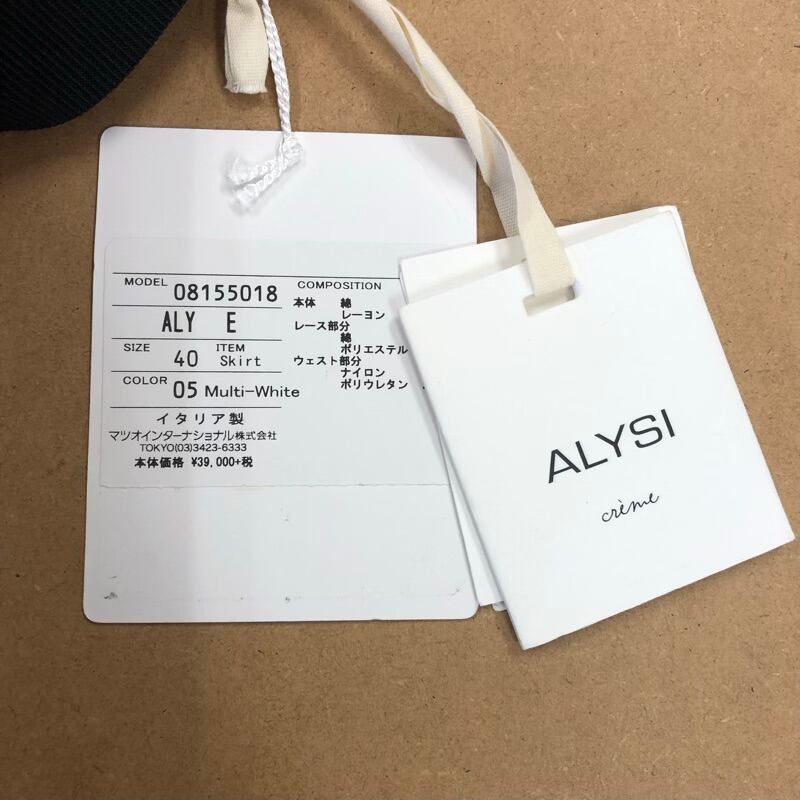 MODEL 08155018
ALY E
SIZE 40 ITEM Skirt
COLOR 05 Multi-White
イタリア製
マツオインターナショナル株式会社
TOKYO(03)3423-6333
本体価格 ¥39,000+税
COMPOSITION
本体 綿
レーヨン
レース部分
綿
ポリエステル
ウェスト部分
ナイロン
ポリウレタン
ALYSI
crème